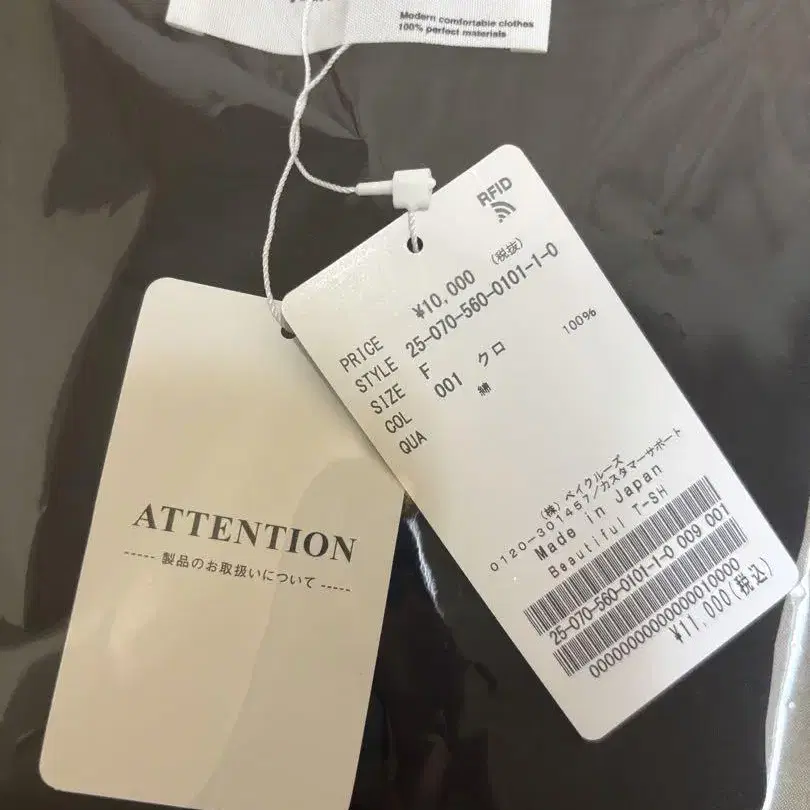 Modern comfortable clothes
100% perfect materials
RFID
PRICE ¥10,000 (税抜)
STYLE 25-070-560-0101-1-0
SIZE F
COL 001 クロ
QUA 綿 100%
(株) ベイクルーズ
0120-301457/カスタマーサポート
Made in Japan
Beautiful T-SH
25-070-560-0101-1-0 009 001
0000000000000010000
¥11,000(税込)
ATTENTION
----- 製品のお取扱いについて -----